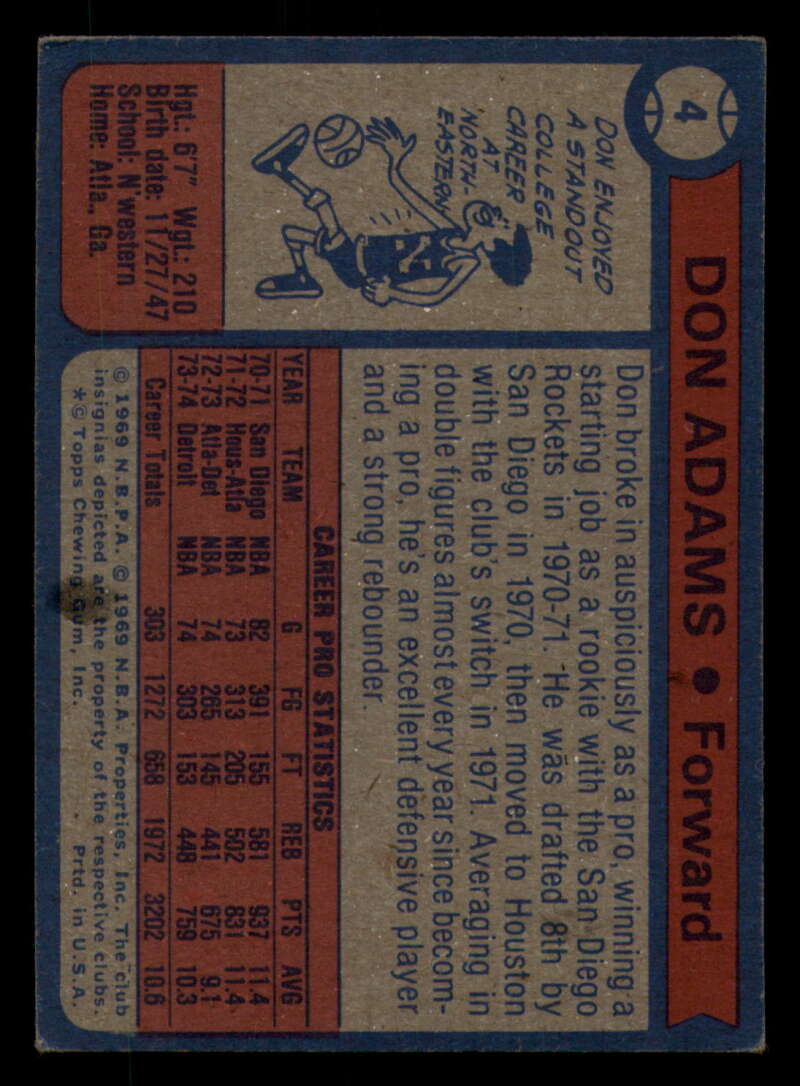 4
DON ADAMS • Forward
DON ENJOYED
A STANDOUT
COLLEGE
CAREER
AT
NORTH-
EASTERN
N
Hgt.: 6'7" Wgt.: 210
Birth date: 11/27/47
School: N'western
Home: Atla., Ga.
Don broke in auspiciously as a pro, winning a
starting job as a rookie with the San Diego
Rockets in 1970-71. He was drafted 8th by
San Diego in 1970, then moved to Houston
with the club's switch in 1971. Averaging in
double figures almost every year since becom-
ing a pro, he's an excellent defensive player
and a strong rebounder.
CAREER PRO STATISTICS
YEAR TEAM G FG FT REB PTS AVG
70-71 San Diego NBA 82 391 155 581 937 11.4
71-72 Hous-Atla NBA 73 313 205 502 831 11.4
72-73 Atla-Det NBA 74 265 145 441 675 9.1
73-74 Detroit NBA 74 303 153 448 759 10.3
Career Totals 303 1272 658 1972 3202 10.6
© 1969 N.B.P.A. © 1969 N.B.A. Properties, Inc. The club
insignias depicted are the property of the respective clubs.
*© Topps Chewing Gum, Inc. Prtd. in U.S.A.